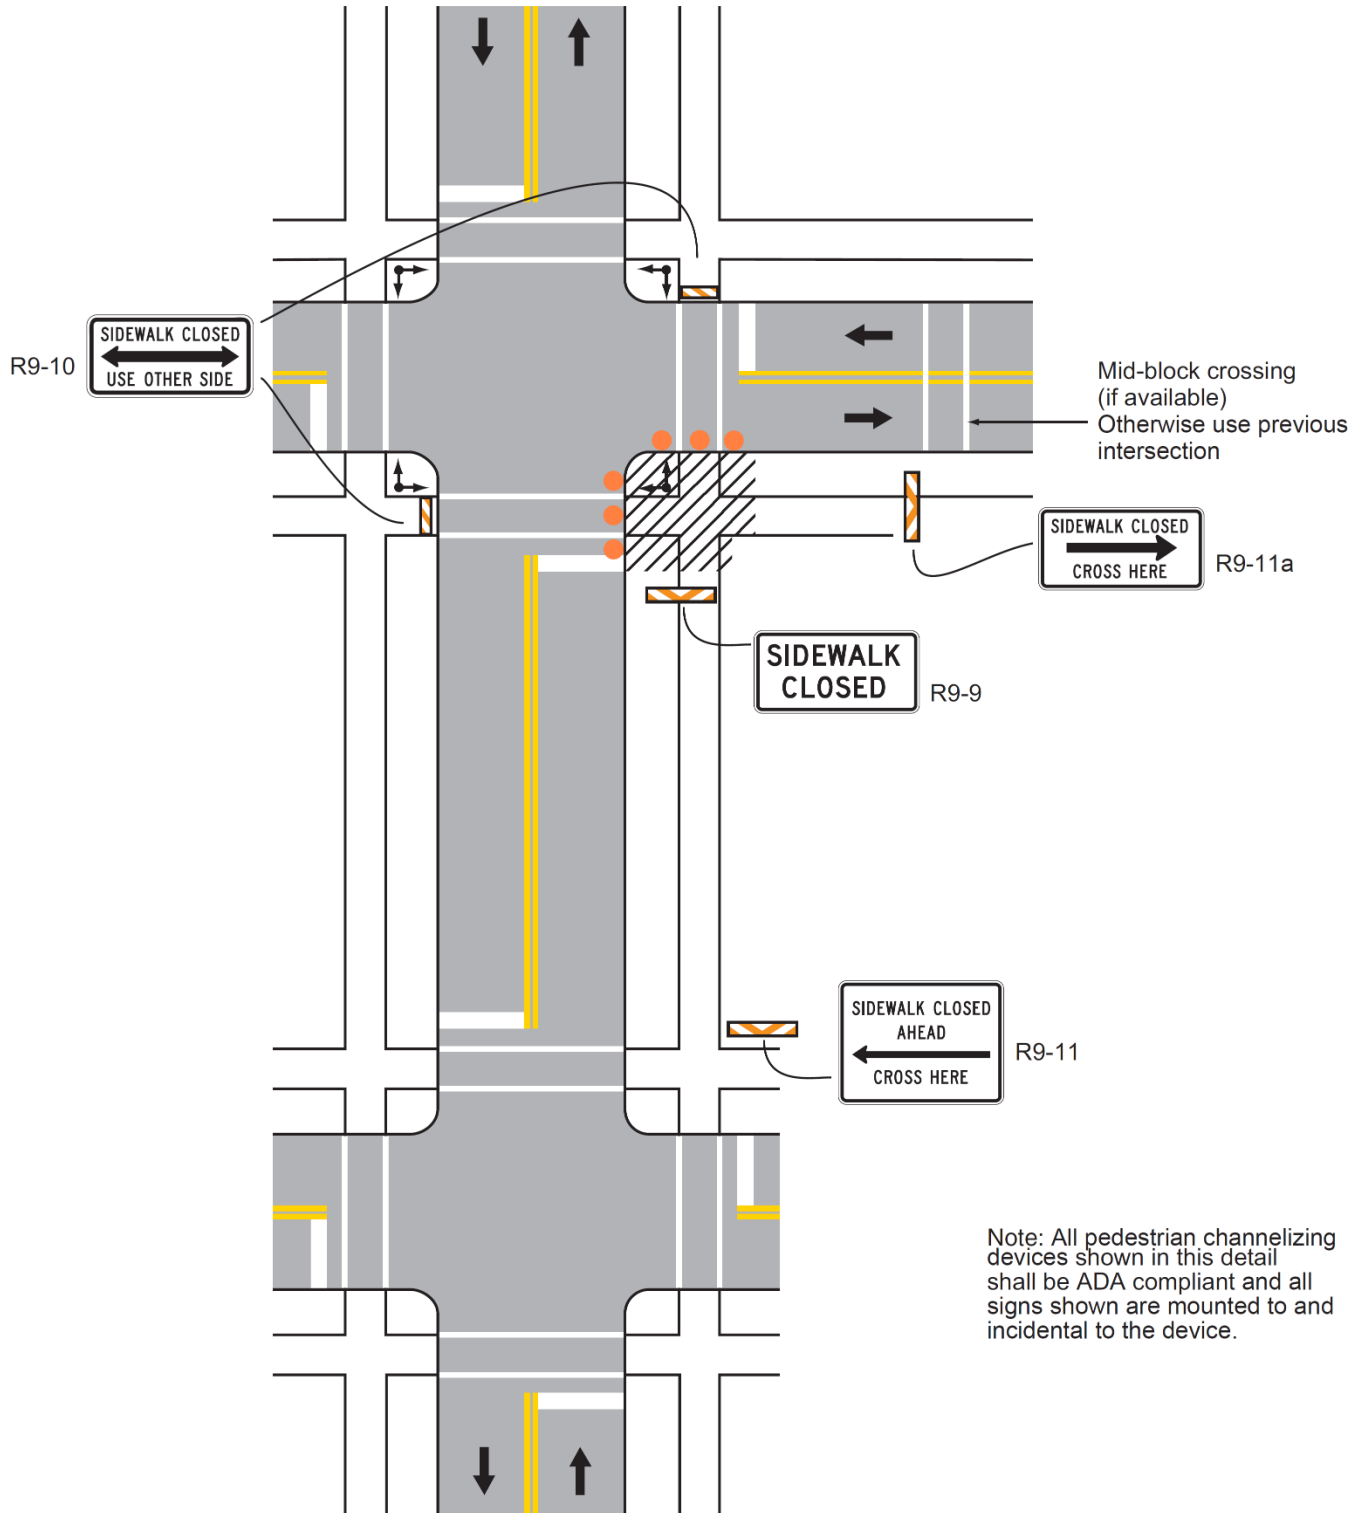 SIDEWALK CLOSED
USE OTHER SIDE
R9-10
Mid-block crossing
(if available)
Otherwise use previous
intersection
SIDEWALK CLOSED
CROSS HERE
R9-11a
SIDEWALK
CLOSED
R9-9
SIDEWALK CLOSED
AHEAD
CROSS HERE
R9-11
Note: All pedestrian channelizing
devices shown in this detail
shall be ADA compliant and all
signs shown are mounted to and
incidental to the device.